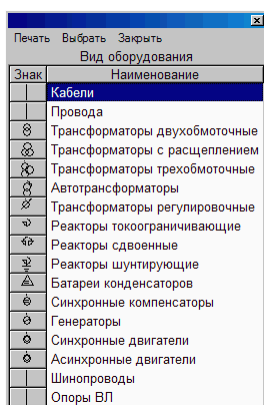 Печать Выбрать Закрыть
Вид оборудования
Знак Наименование
Кабели
Провода
Трансформаторы двухобмоточные
Трансформаторы с расщеплением
Трансформаторы трехобмоточные
Автотрансформаторы
Трансформаторы регулировочные
Реакторы токоограничивающие
Реакторы сдвоенные
Реакторы шунтирующие
Батареи конденсаторов
Синхронные компенсаторы
Генераторы
Синхронные двигатели
Асинхронные двигатели
Шинопроводы
Опоры ВЛ